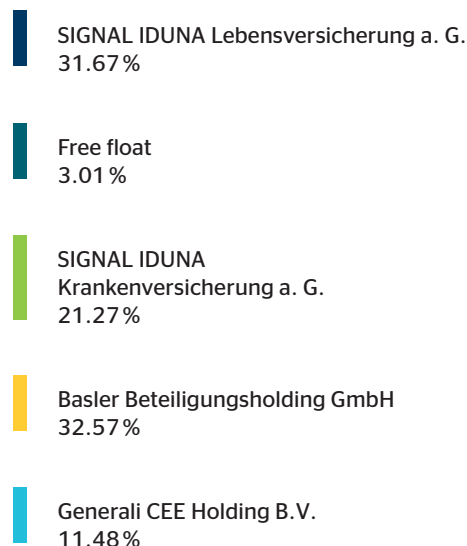 SIGNAL IDUNA Lebensversicherung a. G.
31.67%
Free float
3.01%
SIGNAL IDUNA
Krankenversicherung a. G.
21.27%
Basler Beteiligungsholding GmbH
32.57%
Generali CEE Holding B.V.
11.48%